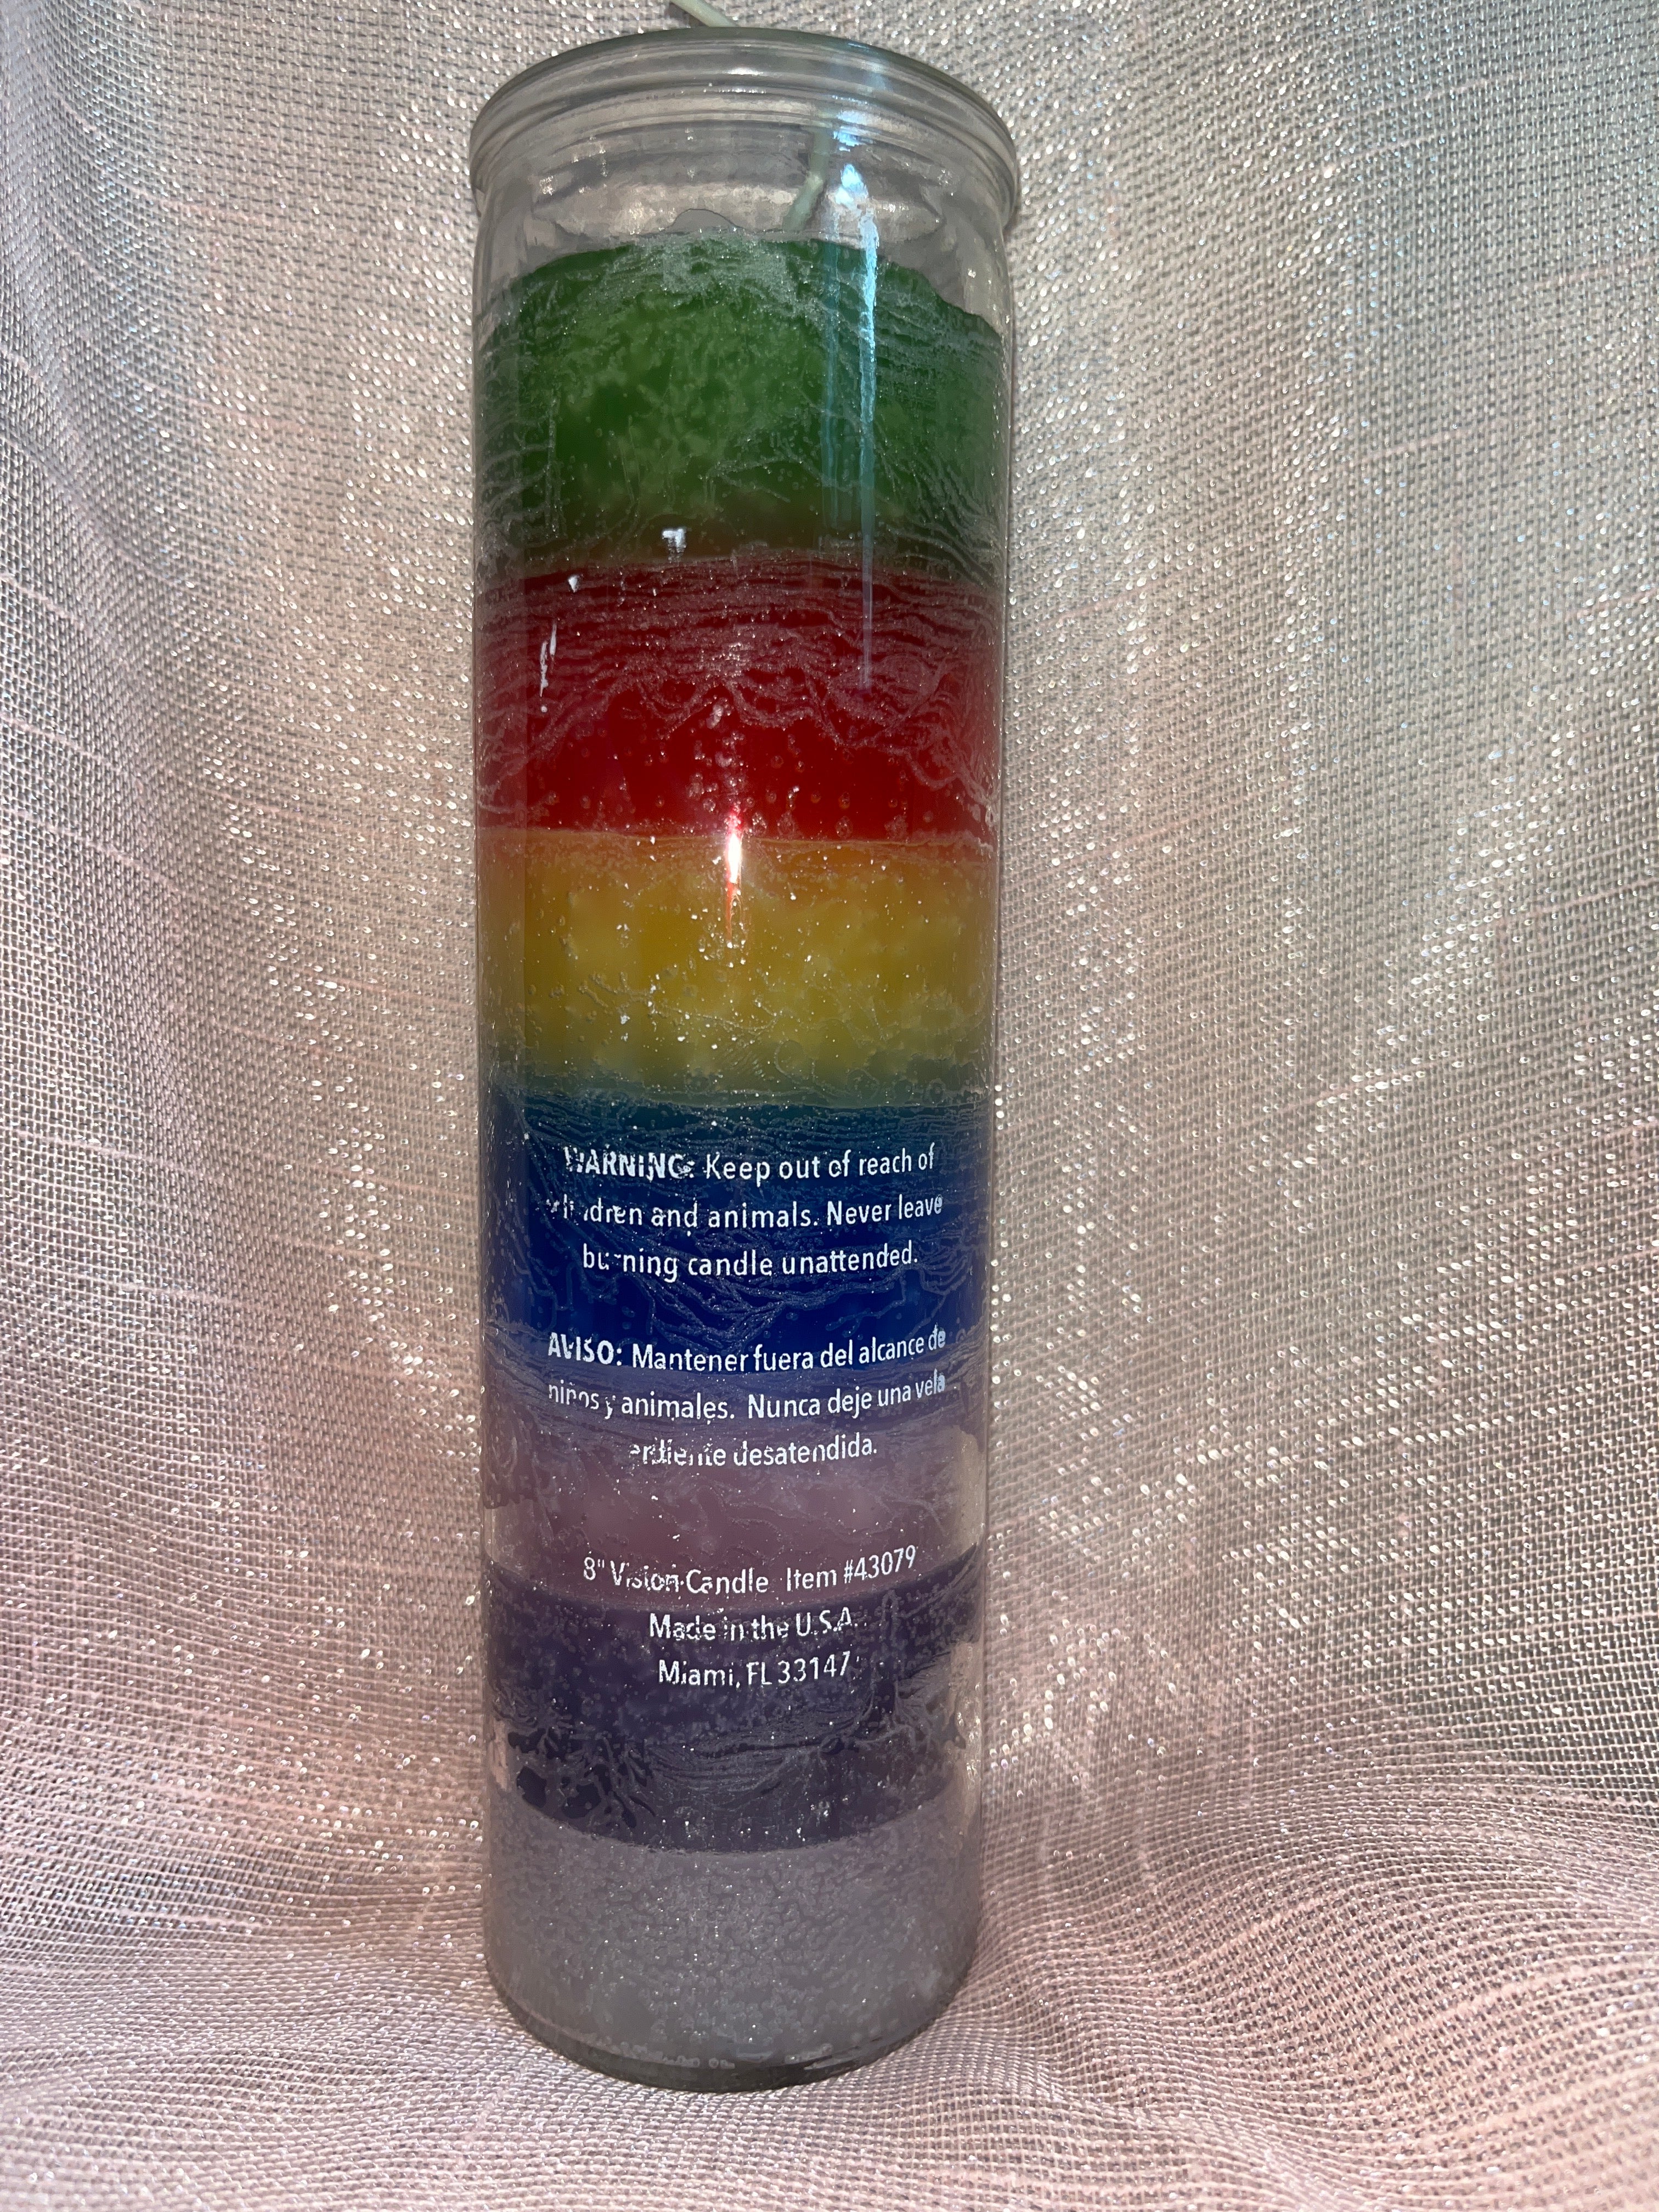 WARNING: Keep out of reach of
children and animals. Never leave
burning candle unattended.
AVISO: Mantener fuera del alcance de
niños y animales. Nunca deje una vela
ardiente desatendida.
8" Vision Candle Item #43079
Made in the U.S.A.
Miami, FL 33147